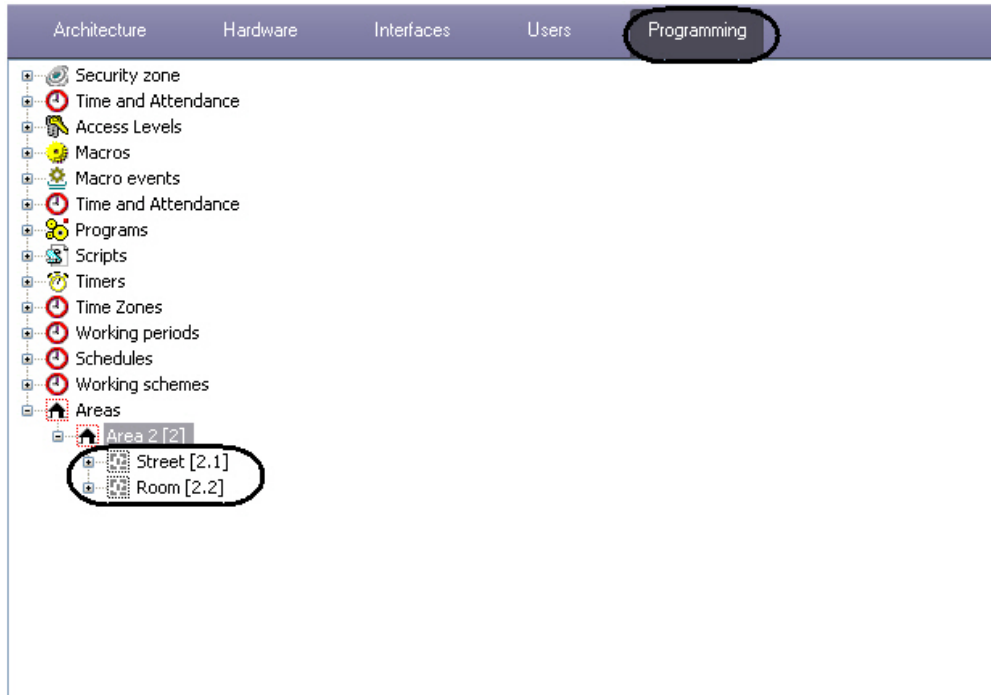 Architecture Hardware Interfaces Users Programming
Security zone
Time and Attendance
Access Levels
Macros
Macro events
Time and Attendance
Programs
Scripts
Timers
Time Zones
Working periods
Schedules
Working schemes
Areas
Area 2 [2]
Street [2.1]
Room [2.2]